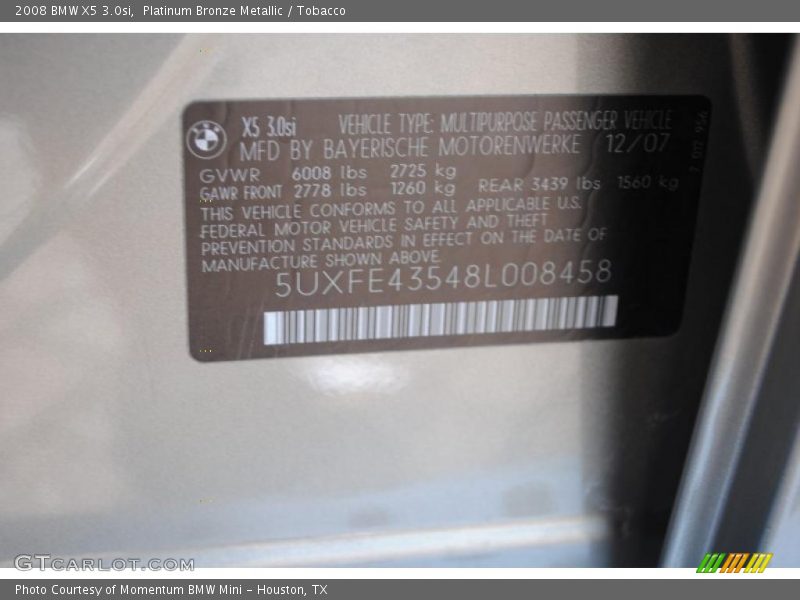 2008 BMW X5 3.0si,  Platinum Bronze Metallic / Tobacco
X5 3.0si VEHICLE TYPE: MULTIPURPOSE PASSENGER VEHICLE
MFD BY BAYERISCHE MOTORENWERKE 12/07
GVWR 6008 lbs 2725 kg
GAWR FRONT 2778 lbs 1260 kg REAR 3439 lbs 1560 kg
THIS VEHICLE CONFORMS TO ALL APPLICABLE U.S.
FEDERAL MOTOR VEHICLE SAFETY AND THEFT
PREVENTION STANDARDS IN EFFECT ON THE DATE OF
MANUFACTURE SHOWN ABOVE.
5UXFE43548L008458
GTCARLOT.COM
Photo Courtesy of Momentum BMW Mini - Houston, TX